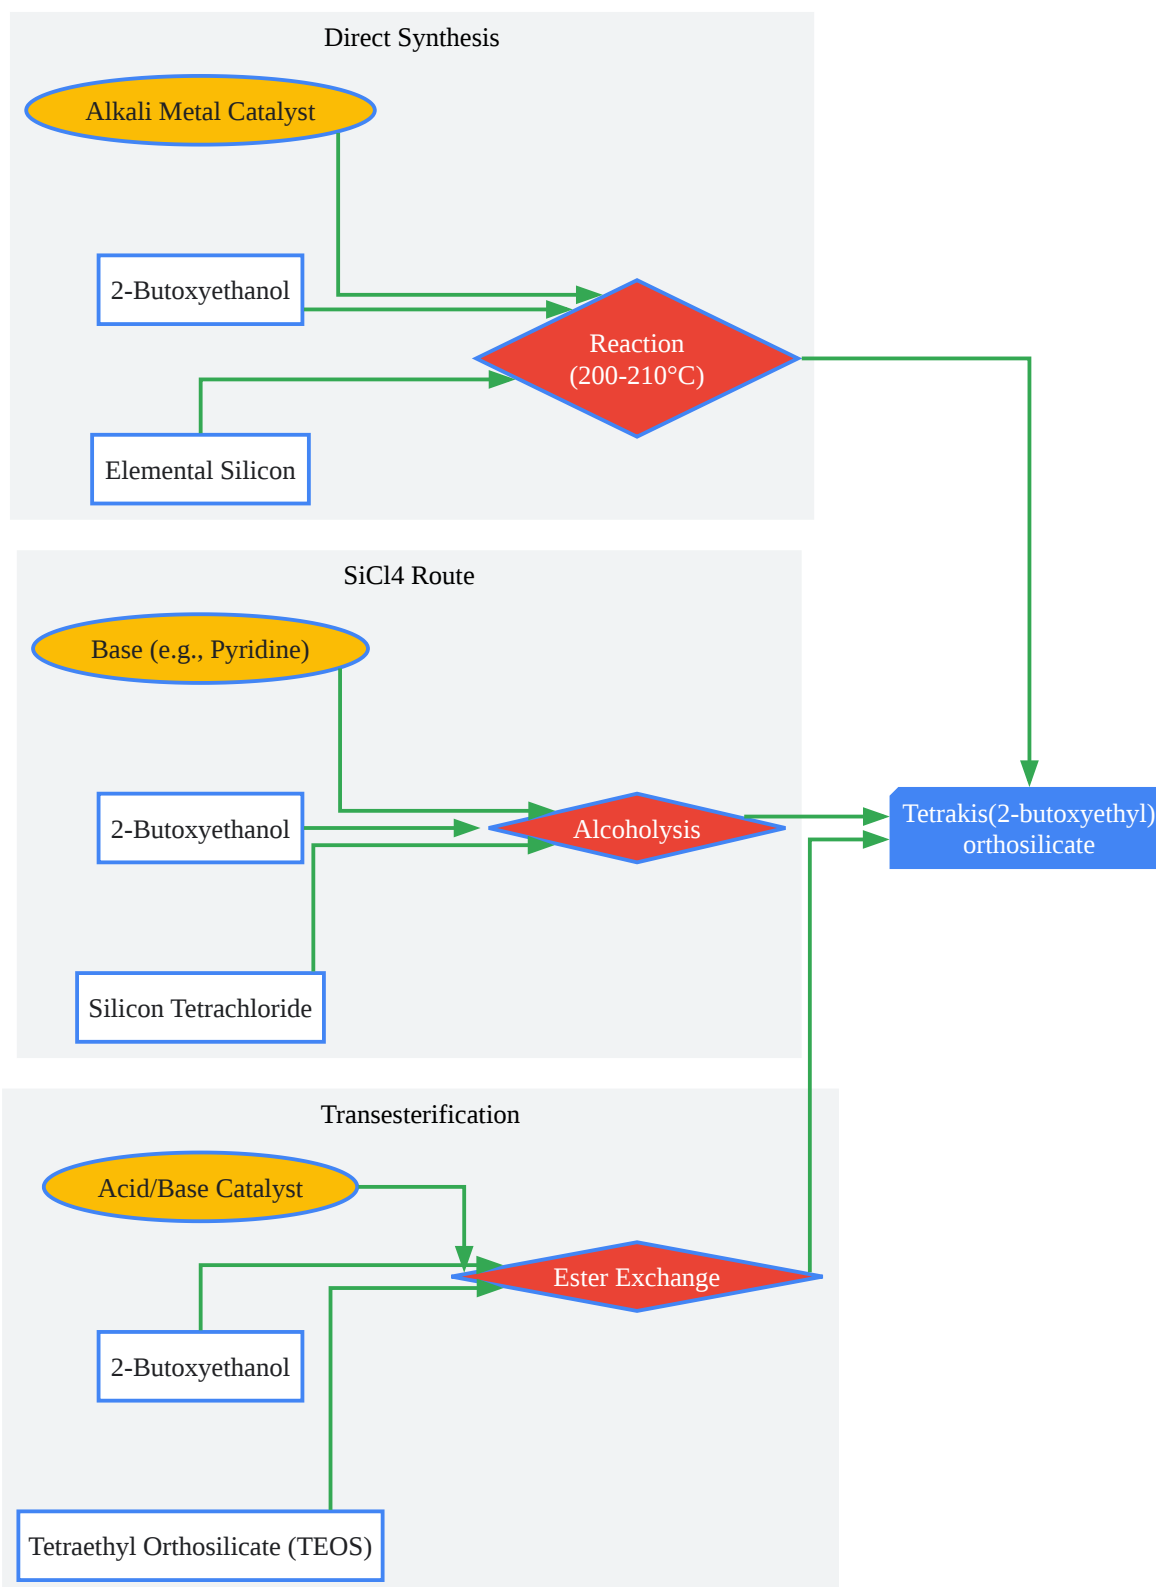 Direct Synthesis
Alkali Metal Catalyst
2-Butoxyethanol
Reaction
(200-210°C)
Elemental Silicon
SiCl4 Route
Base (e.g., Pyridine)
2-Butoxyethanol
Alcoholysis
Tetrakis(2-butoxyethyl)
orthosilicate
Silicon Tetrachloride
Transesterification
Acid/Base Catalyst
Ester Exchange
2-Butoxyethanol
Tetraethyl Orthosilicate (TEOS)